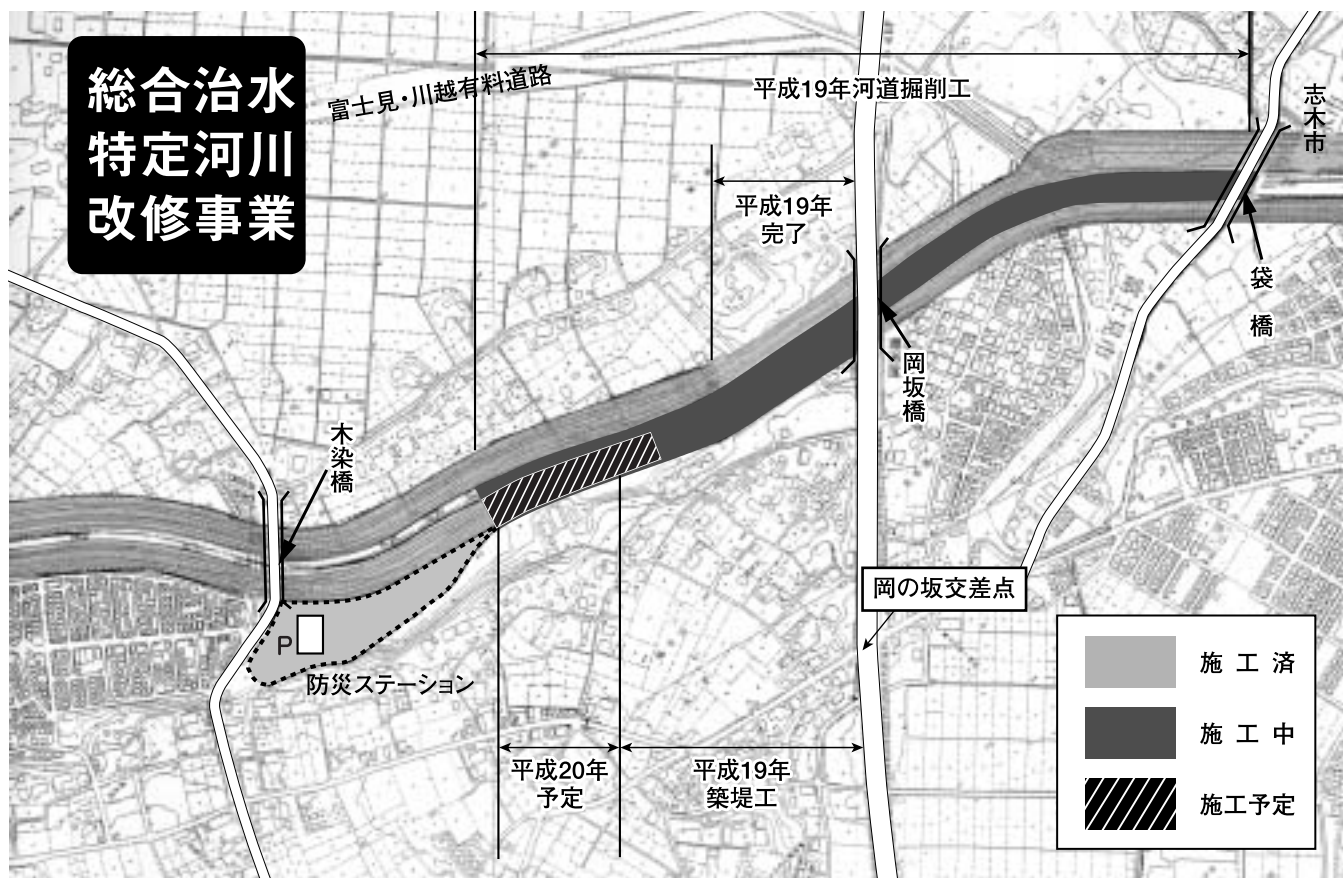 総合治水
特定河川
改修事業
富士見・川越有料道路
平成19年河道掘削工
志木市
平成19年
完了
袋橋
岡坂橋
木染橋
岡の坂交差点
P
防災ステーション
平成20年
予定
平成19年
築堤工
施工済
施工中
施工予定